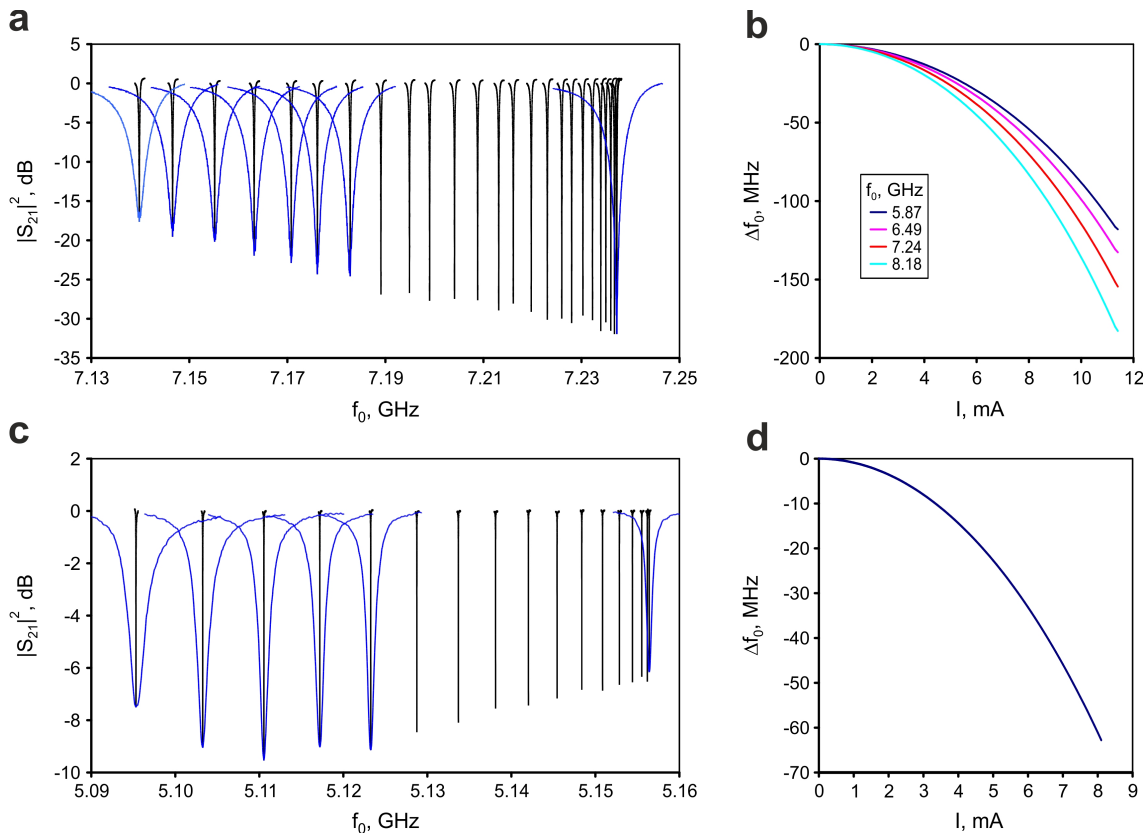 a
5
0
-5
-10
-15
-20
-25
-30
-35
|S21|², dB
7.13 7.15 7.17 7.19 7.21 7.23 7.25
f0, GHz
b
0
-50
-100
-150
-200
Δf0, MHz
f0, GHz
5.87
6.49
7.24
8.18
0 2 4 6 8 10 12
I, mA
c
2
0
-2
-4
-6
-8
-10
|S21|², dB
5.09 5.10 5.11 5.12 5.13 5.14 5.15 5.16
f0, GHz
d
0
-10
-20
-30
-40
-50
-60
-70
Δf0, MHz
0 1 2 3 4 5 6 7 8 9
I, mA